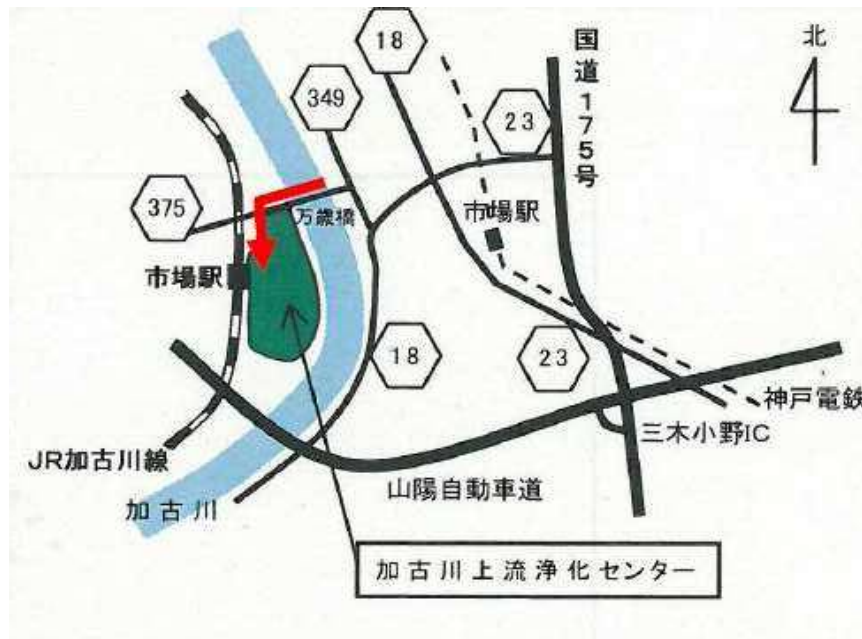 北
18
国道175号
349
23
375
万歳橋
市場駅
市場駅
18
23
神戸電鉄
三木小野IC
JR加古川線
山陽自動車道
加古川
加古川上流浄化センター